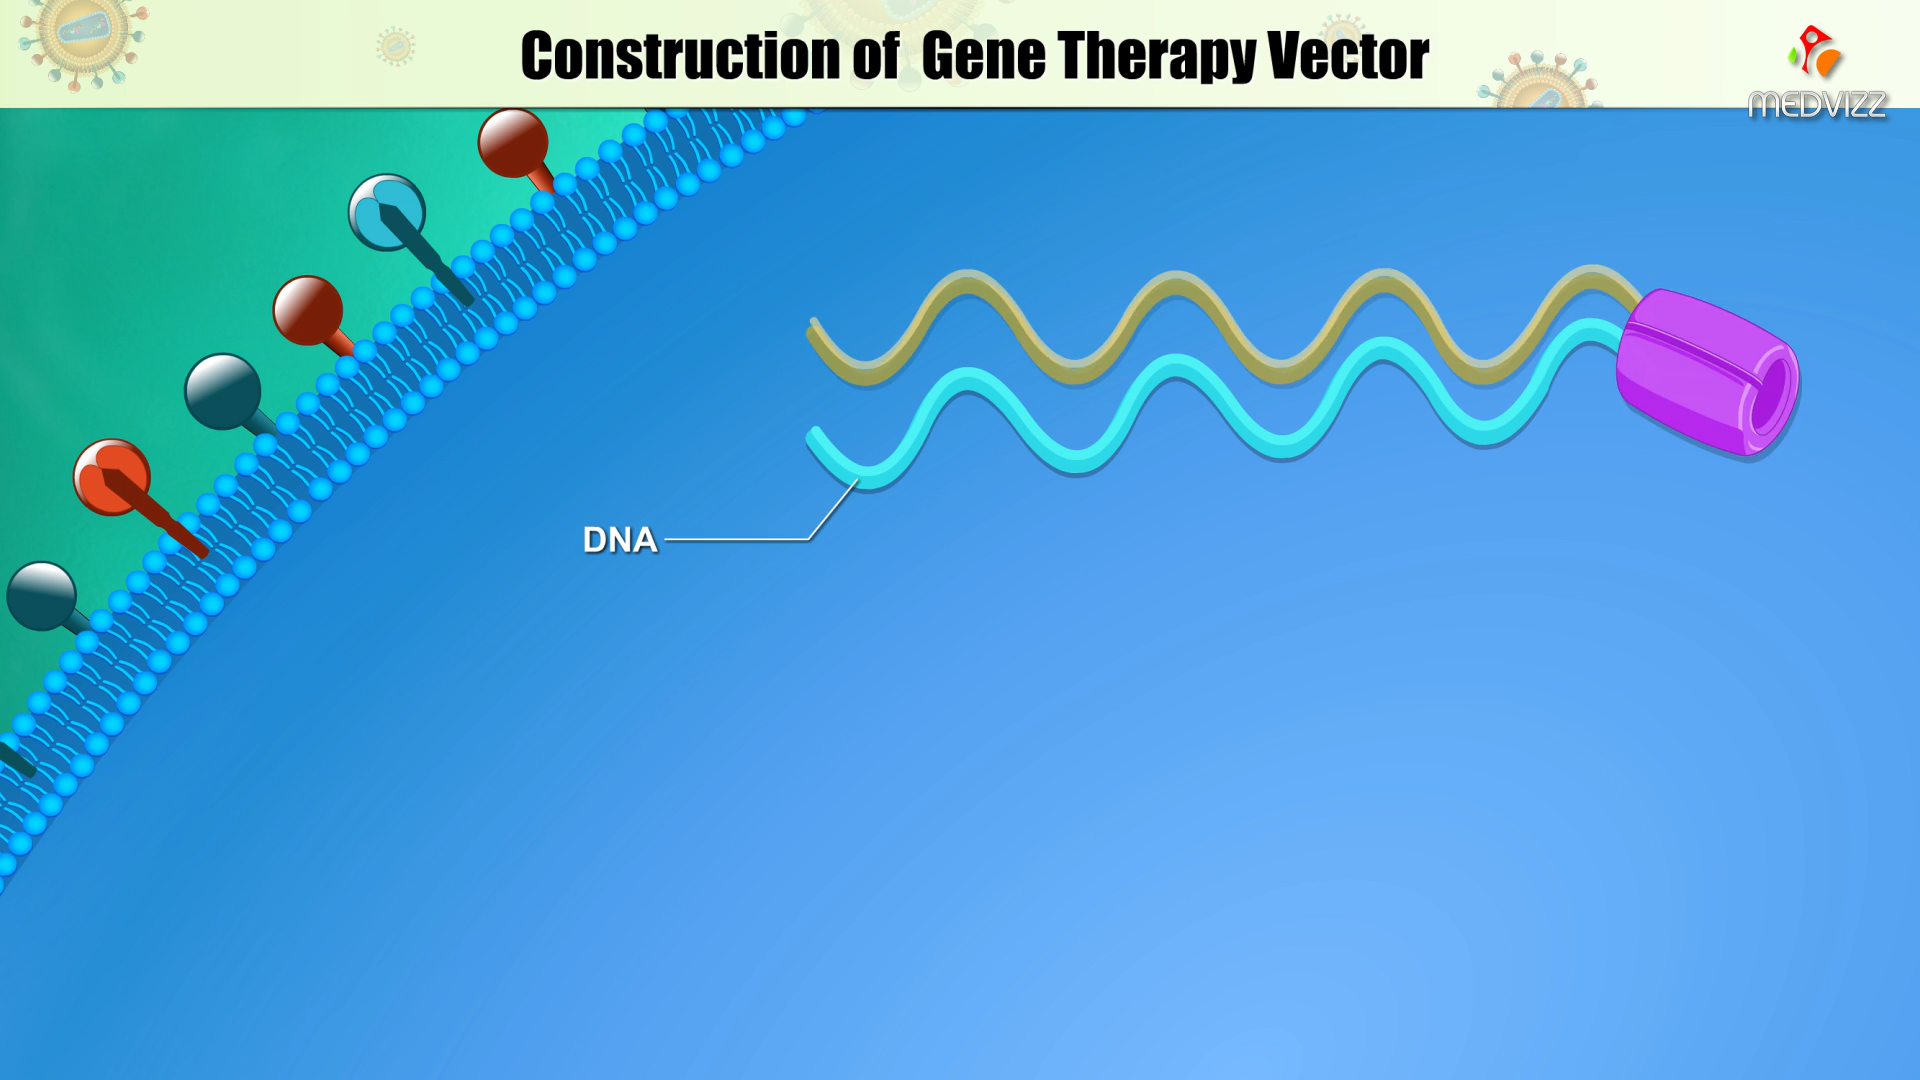 Construction of Gene Therapy Vector
MEDVIZZ
DNA